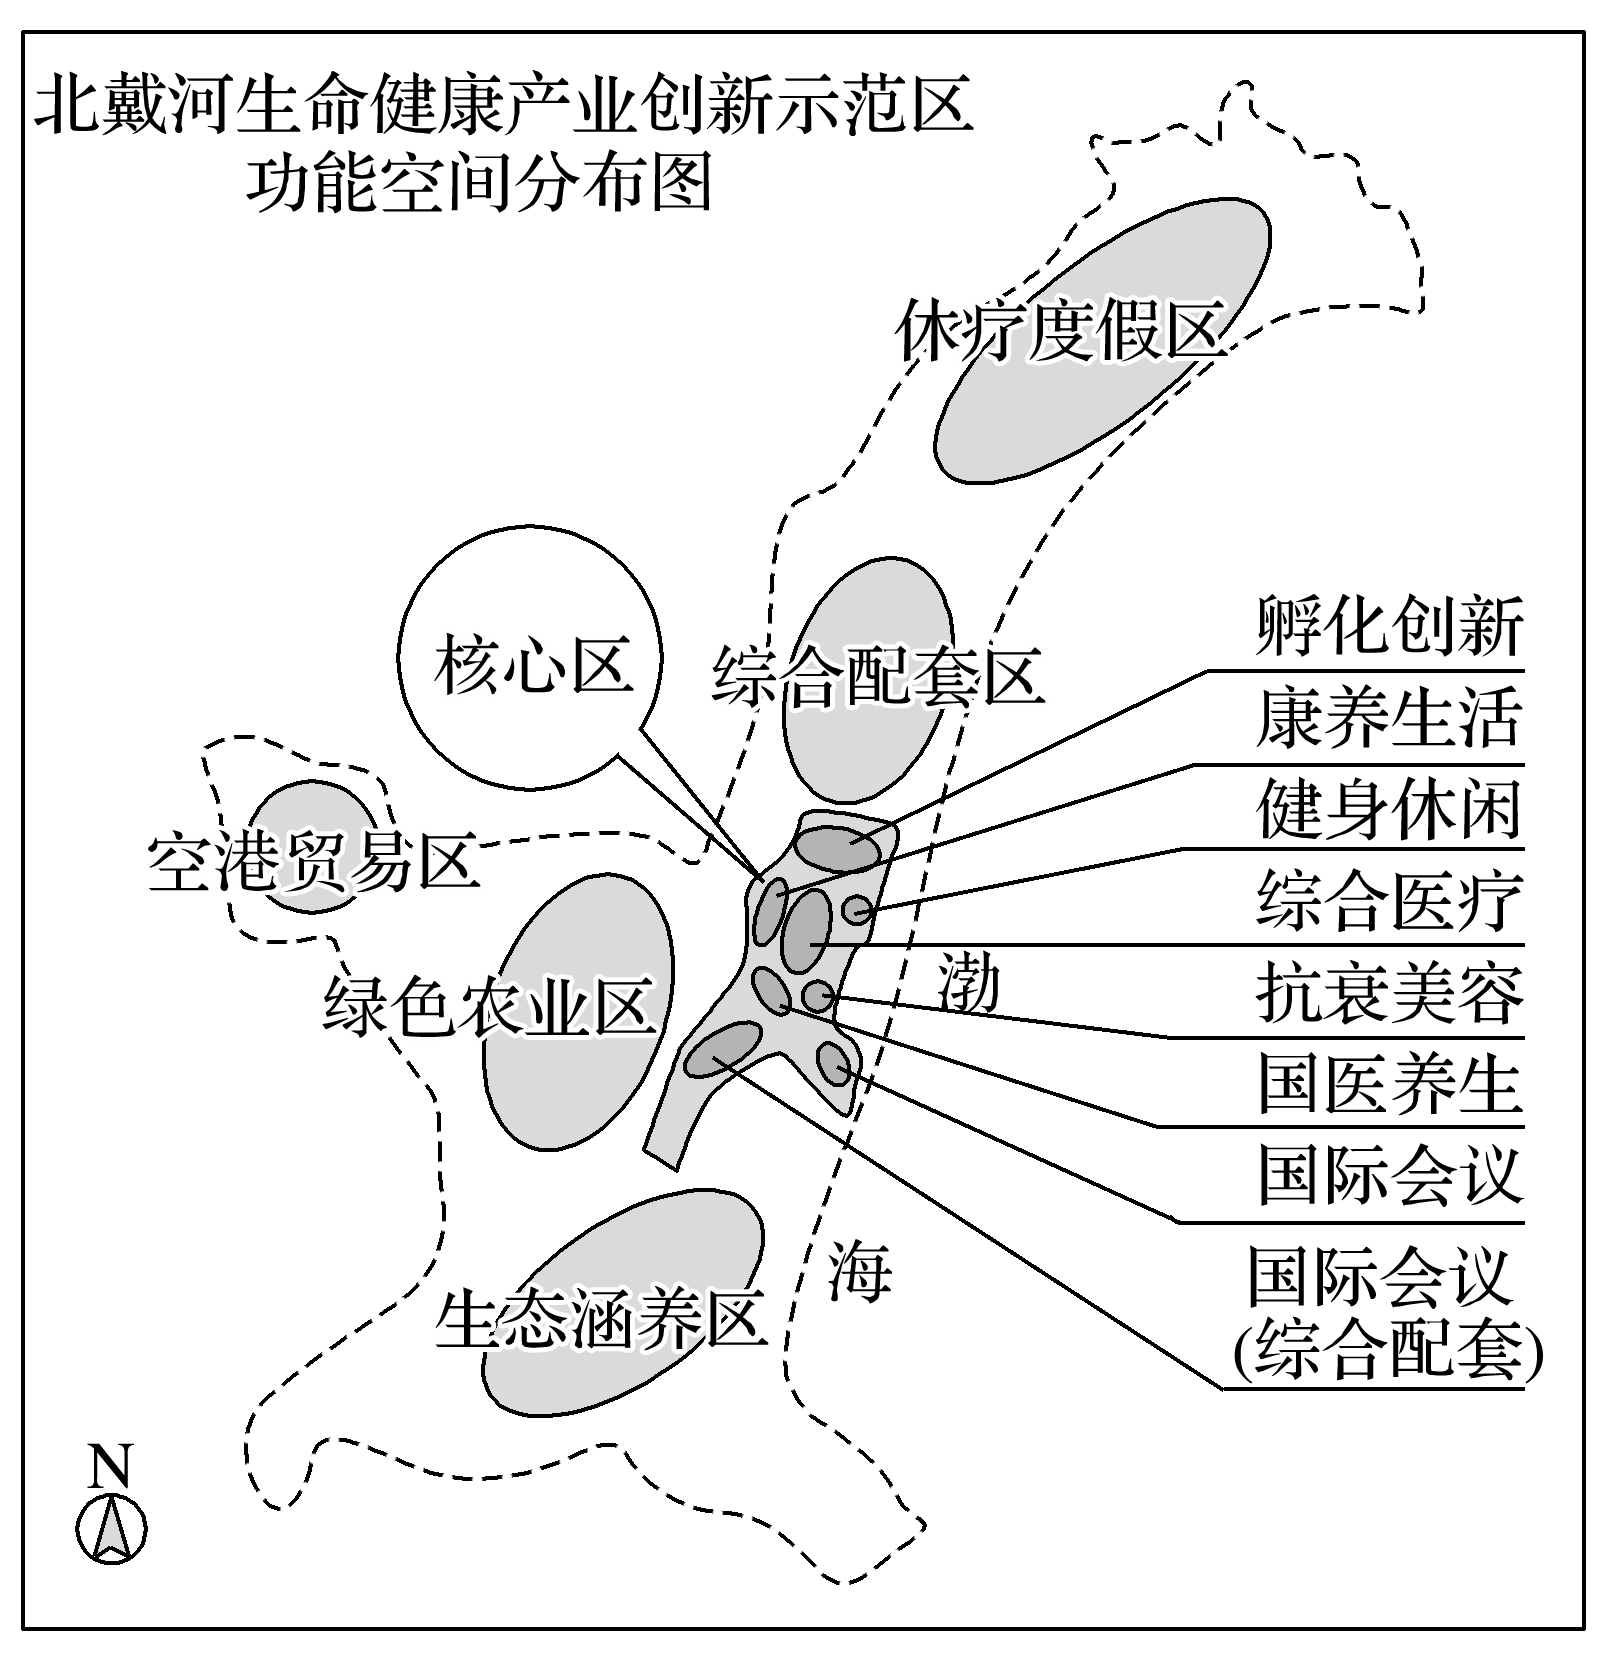 北戴河生命健康产业创新示范区
功能空间分布图
休疗度假区
核心区
综合配套区
孵化创新
康养生活
健身休闲
空港贸易区
综合医疗
渤
抗衰美容
绿色农业区
国医养生
国际会议
海
国际会议
(综合配套)
生态涵养区
N